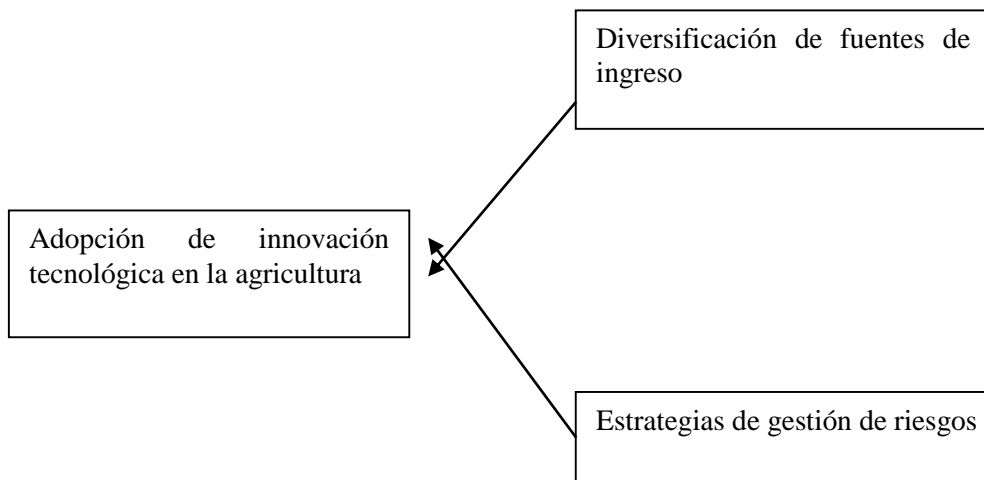 Diversificación de fuentes de
ingreso
Adopción de innovación
tecnológica en la agricultura
Estrategias de gestión de riesgos